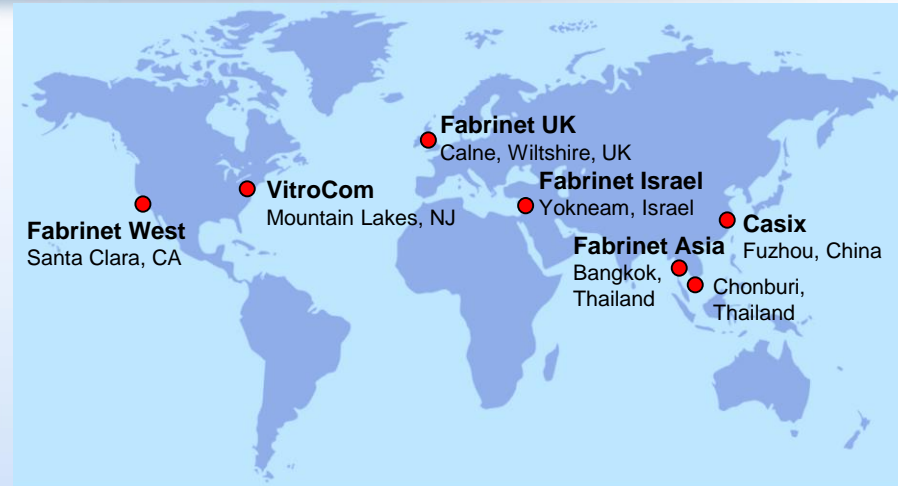 Fabrinet UK
Calne, Wiltshire, UK
VitroCom
Mountain Lakes, NJ
Fabrinet Israel
Yokneam, Israel
Fabrinet West
Santa Clara, CA
Casix
Fuzhou, China
Fabrinet Asia
Bangkok,
Thailand
Chonburi,
Thailand